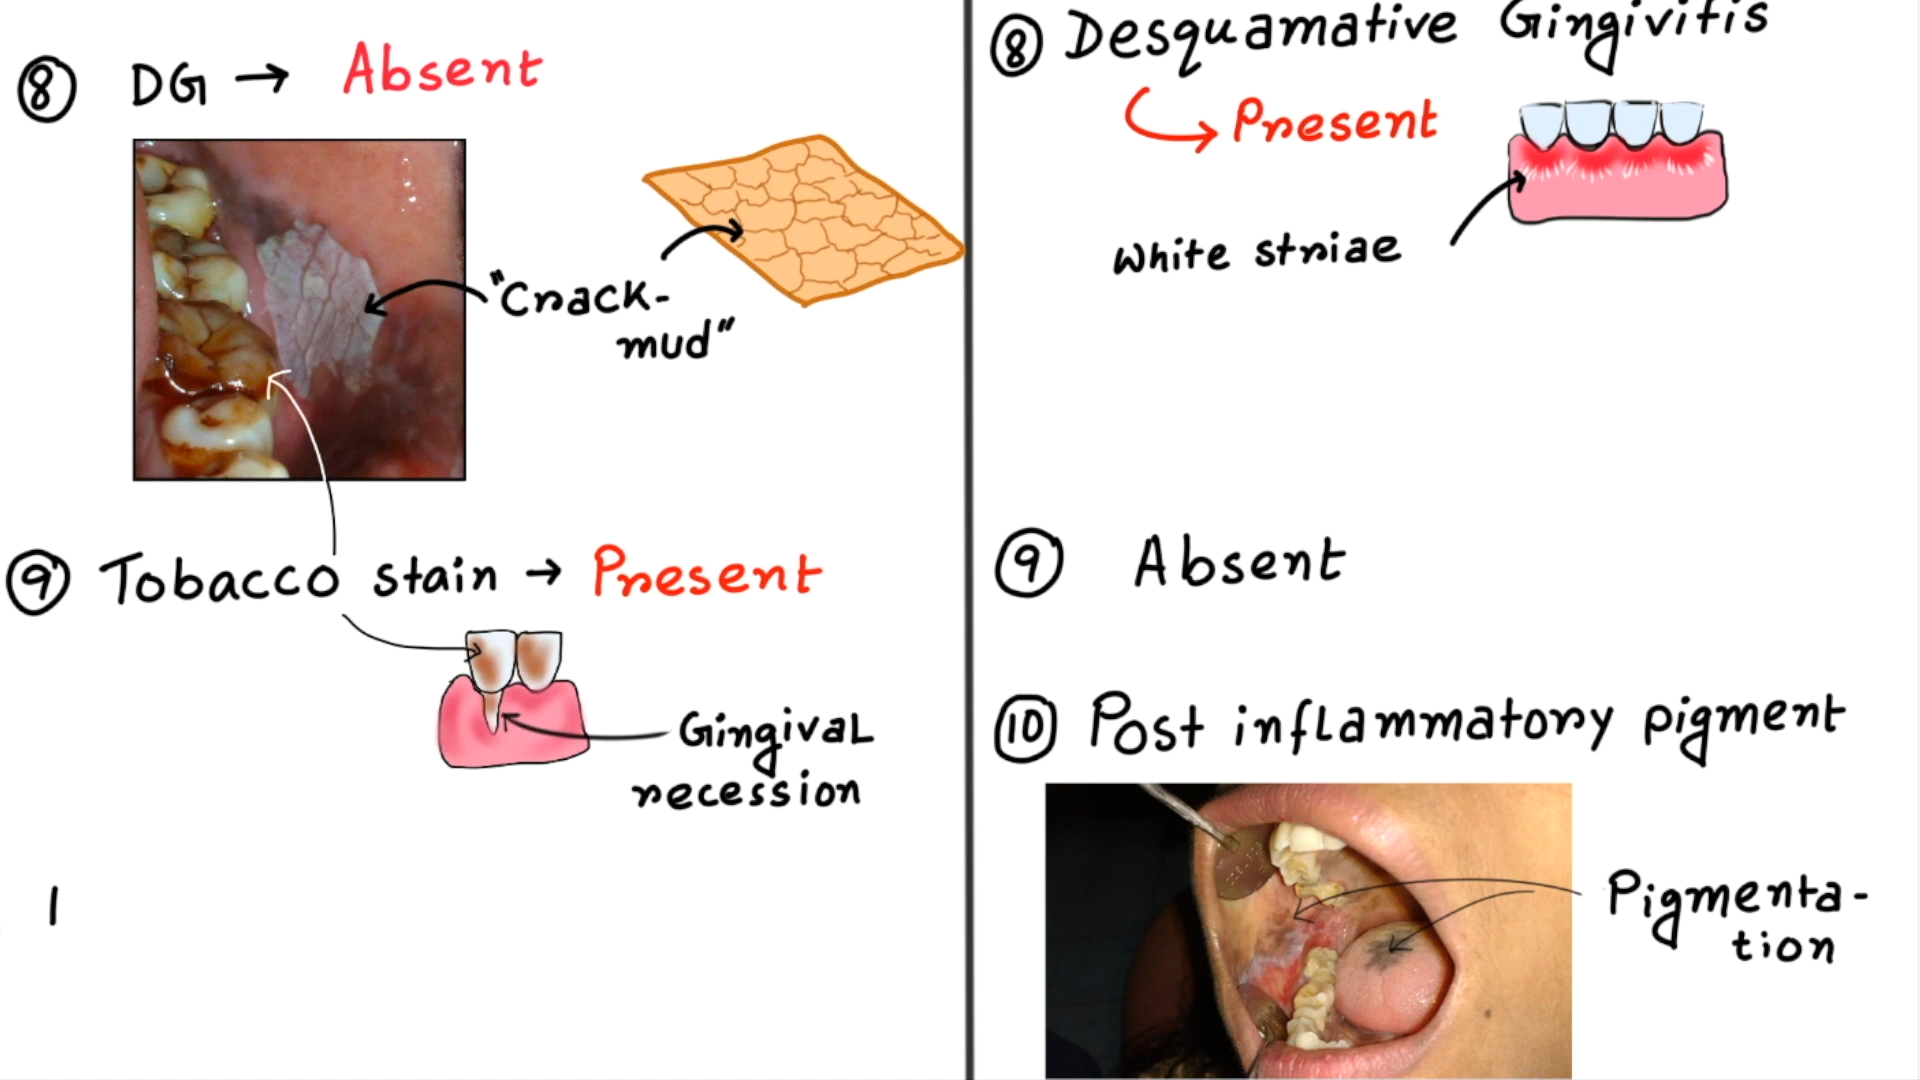 ⑧ DG → Absent
"Crack-
mud"
⑨ Tobacco stain → Present
Gingival
recession
1
⑧ Desquamative Gingivitis
Present
White striae
⑨ Absent
⑩ Post inflammatory pigment
Pigmenta-
tion